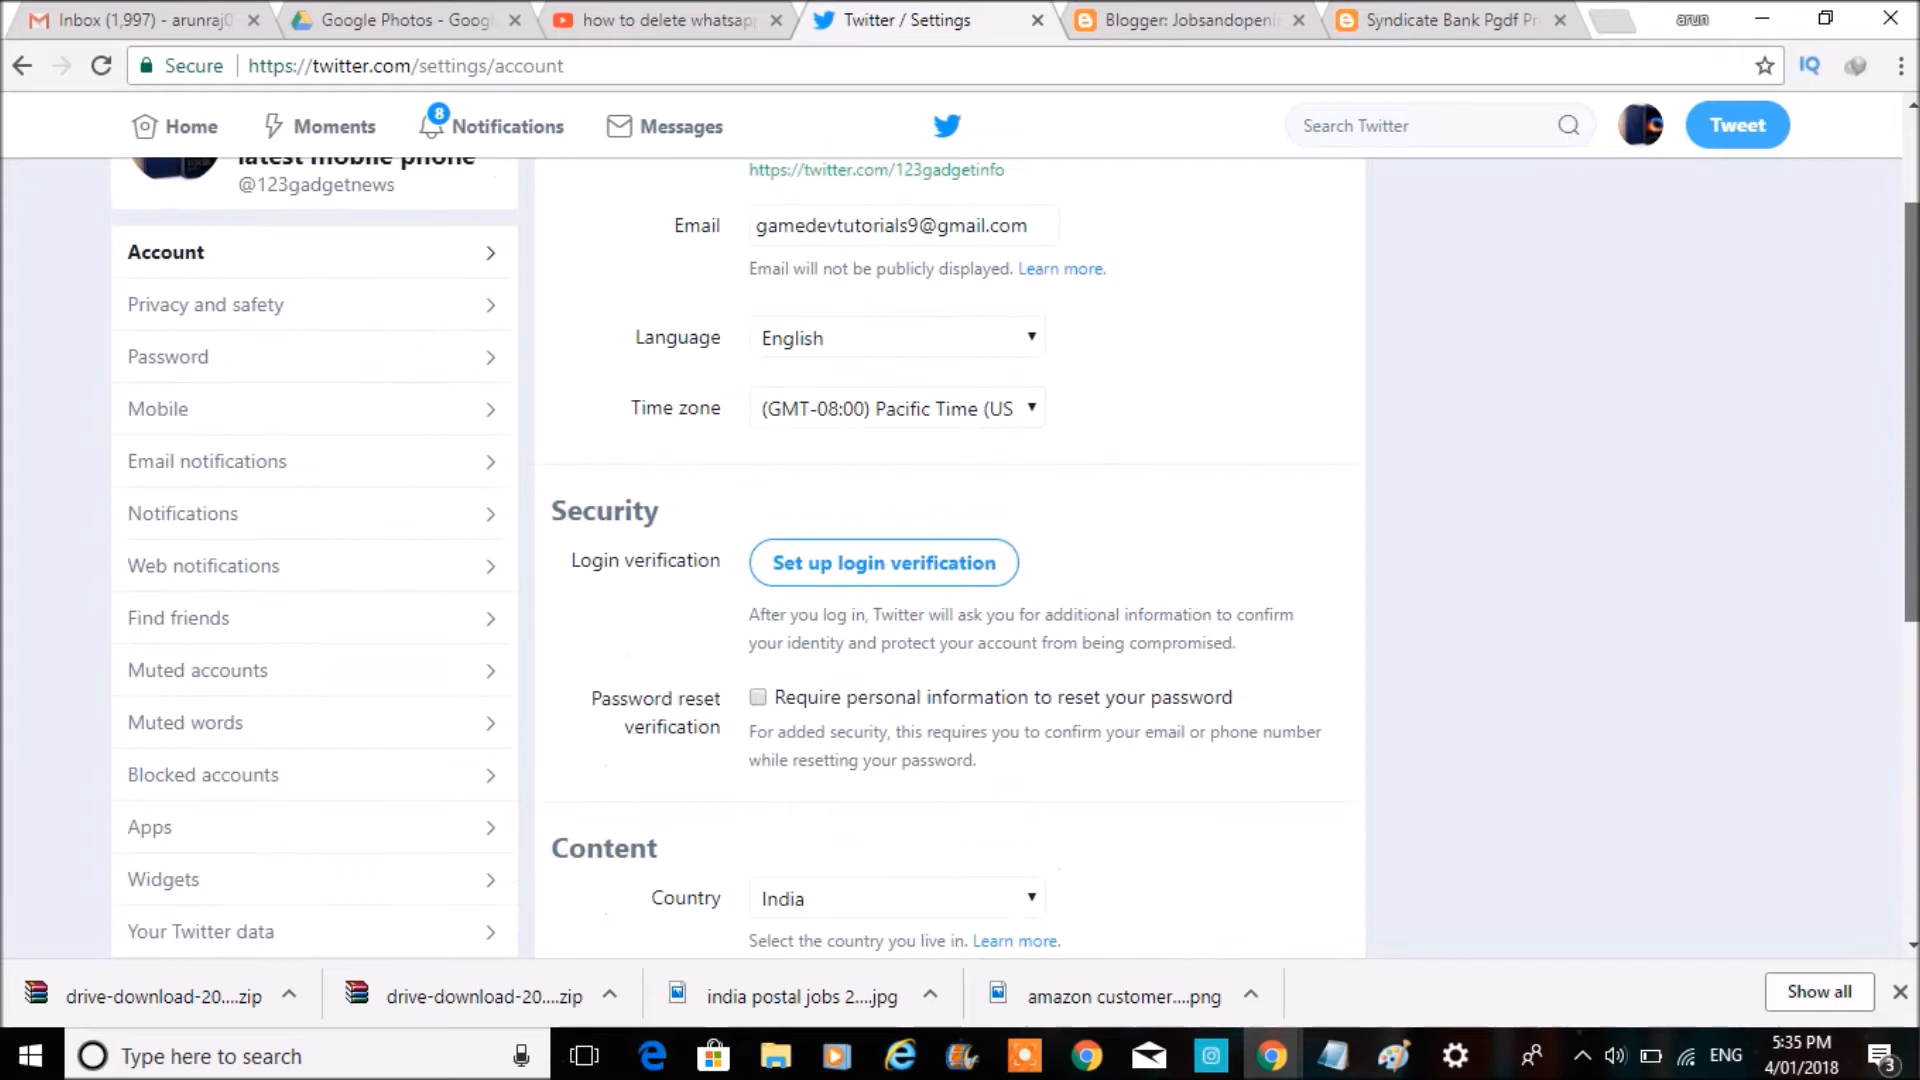 Inbox (1,997) - arunraj
Google Photos - Googl
how to delete whatsap
Twitter / Settings
Blogger: Jobsandopeni
Syndicate Bank Pgdf Pr
arun
Secure
https://twitter.com/settings/account
IQ
Home
Moments
8
Notifications
Messages
Search Twitter
Tweet
latest mobile phone
@123gadgetnews
Account
Privacy and safety
Password
Mobile
Email notifications
Notifications
Web notifications
Find friends
Muted accounts
Muted words
Blocked accounts
Apps
Widgets
Your Twitter data
https://twitter.com/123gadgetinfo
Email
gamedevtutorials9@gmail.com
Email will not be publicly displayed. Learn more.
Language
English
Time zone
(GMT-08:00) Pacific Time (US
Security
Login verification
Set up login verification
After you log in, Twitter will ask you for additional information to confirm
your identity and protect your account from being compromised.
Password reset
verification
Require personal information to reset your password
For added security, this requires you to confirm your email or phone number
while resetting your password.
Content
Country
India
Select the country you live in. Learn more.
drive-download-20....zip
drive-download-20....zip
india postal jobs 2....jpg
amazon customer....png
Show all
Type here to search
ENG
5:35 PM
4/01/2018
3